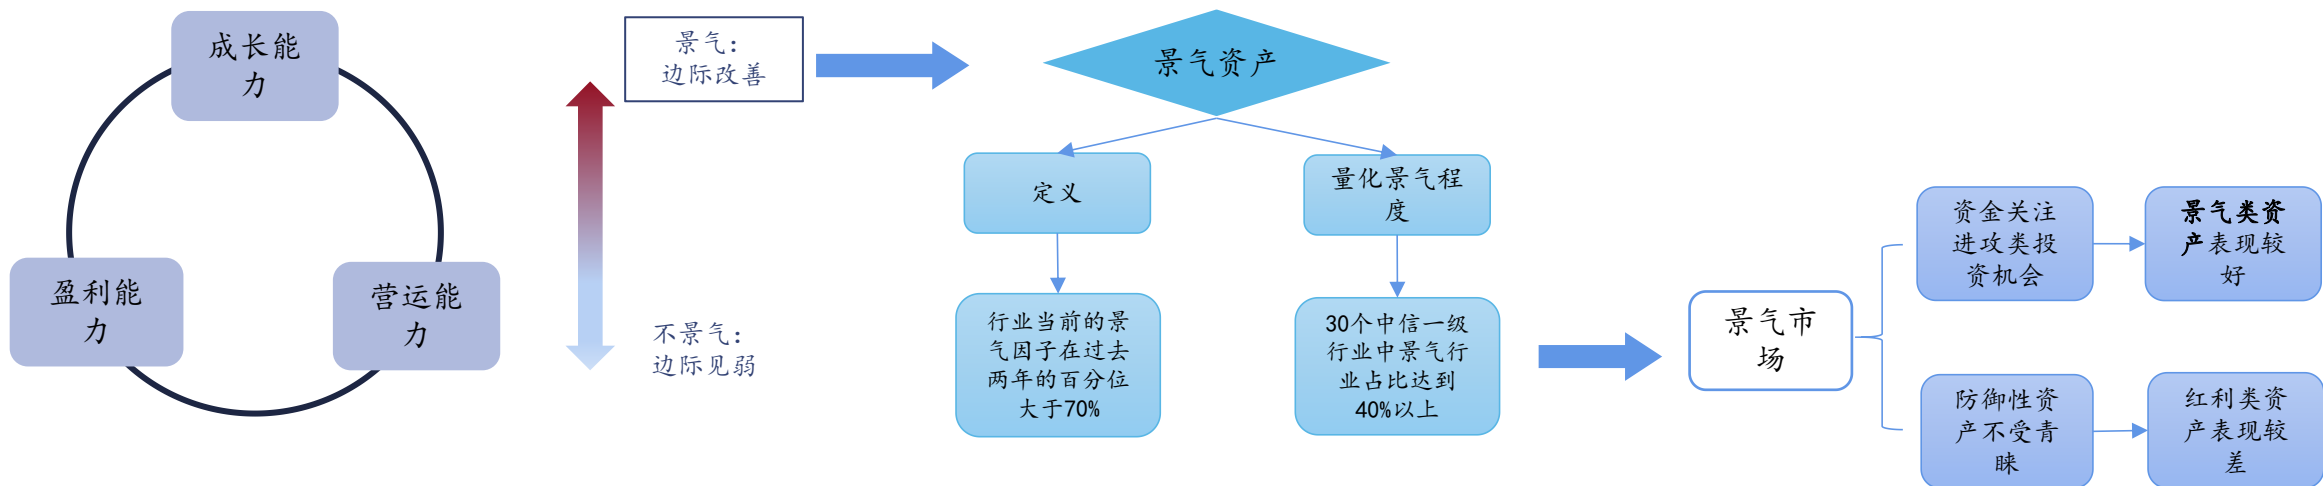 成长能
力
盈利能
力
营运能
力
景气：
边际改善
不景气：
边际见弱
景气资产
定义
量化景气程
度
行业当前的景
气因子在过去
两年的百分位
大于70%
30个中信一级
行业中景气行
业占比达到
40%以上
景气市
场
资金关注
进攻类投
资机会
景气类资
产表现较
好
防御性资
产不受青
睐
红利类资
产表现较
差